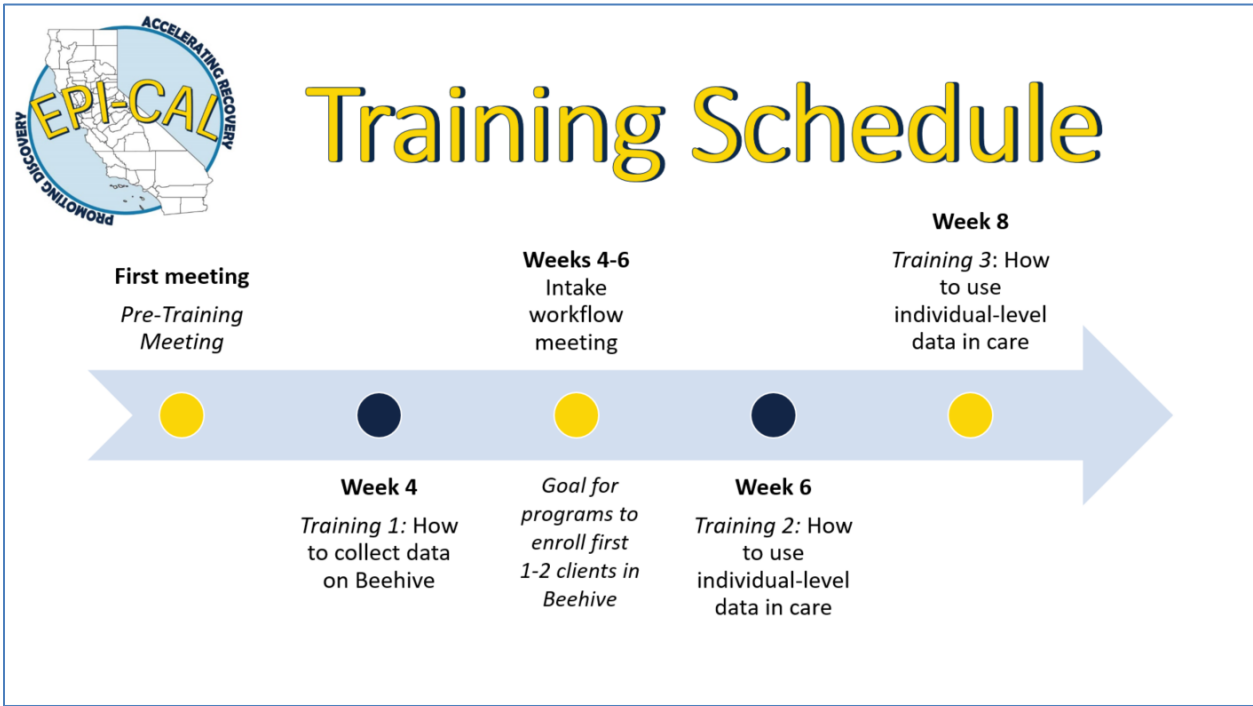 ACCELERATING RECOVERY
EPI-CAL
PROMOTING DISCOVERY
Training Schedule
First meeting
Pre-Training
Meeting
Week 4
Training 1: How
to collect data
on Beehive
Weeks 4-6
Intake
workflow
meeting
Goal for
programs to
enroll first
1-2 clients in
Beehive
Week 6
Training 2: How
to use
individual-level
data in care
Week 8
Training 3: How
to use
individual-level
data in care